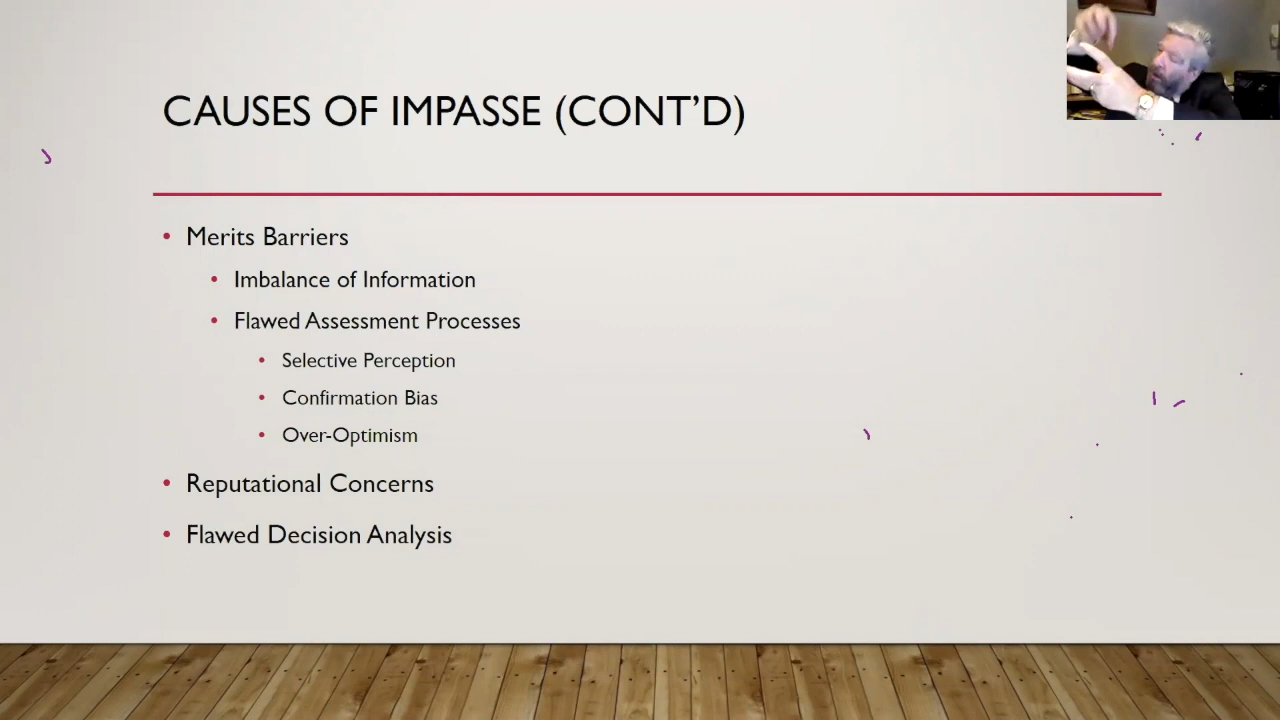 CAUSES OF IMPASSE (CONT'D)
• Merits Barriers
• Imbalance of Information
• Flawed Assessment Processes
• Selective Perception
• Confirmation Bias
• Over-Optimism
• Reputational Concerns
• Flawed Decision Analysis